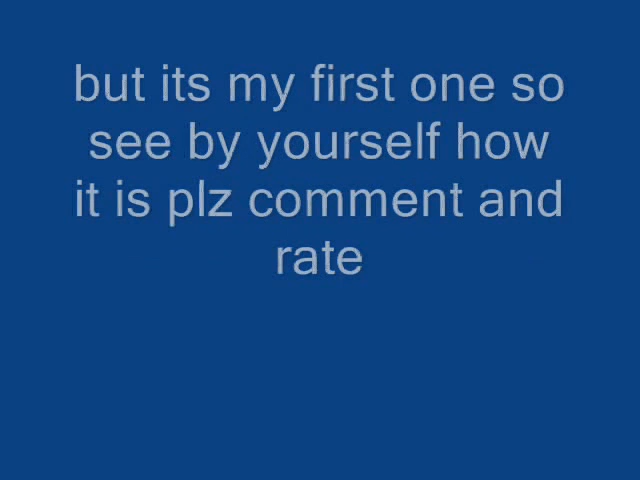 but its my first one so
see by yourself how
it is plz comment and
rate